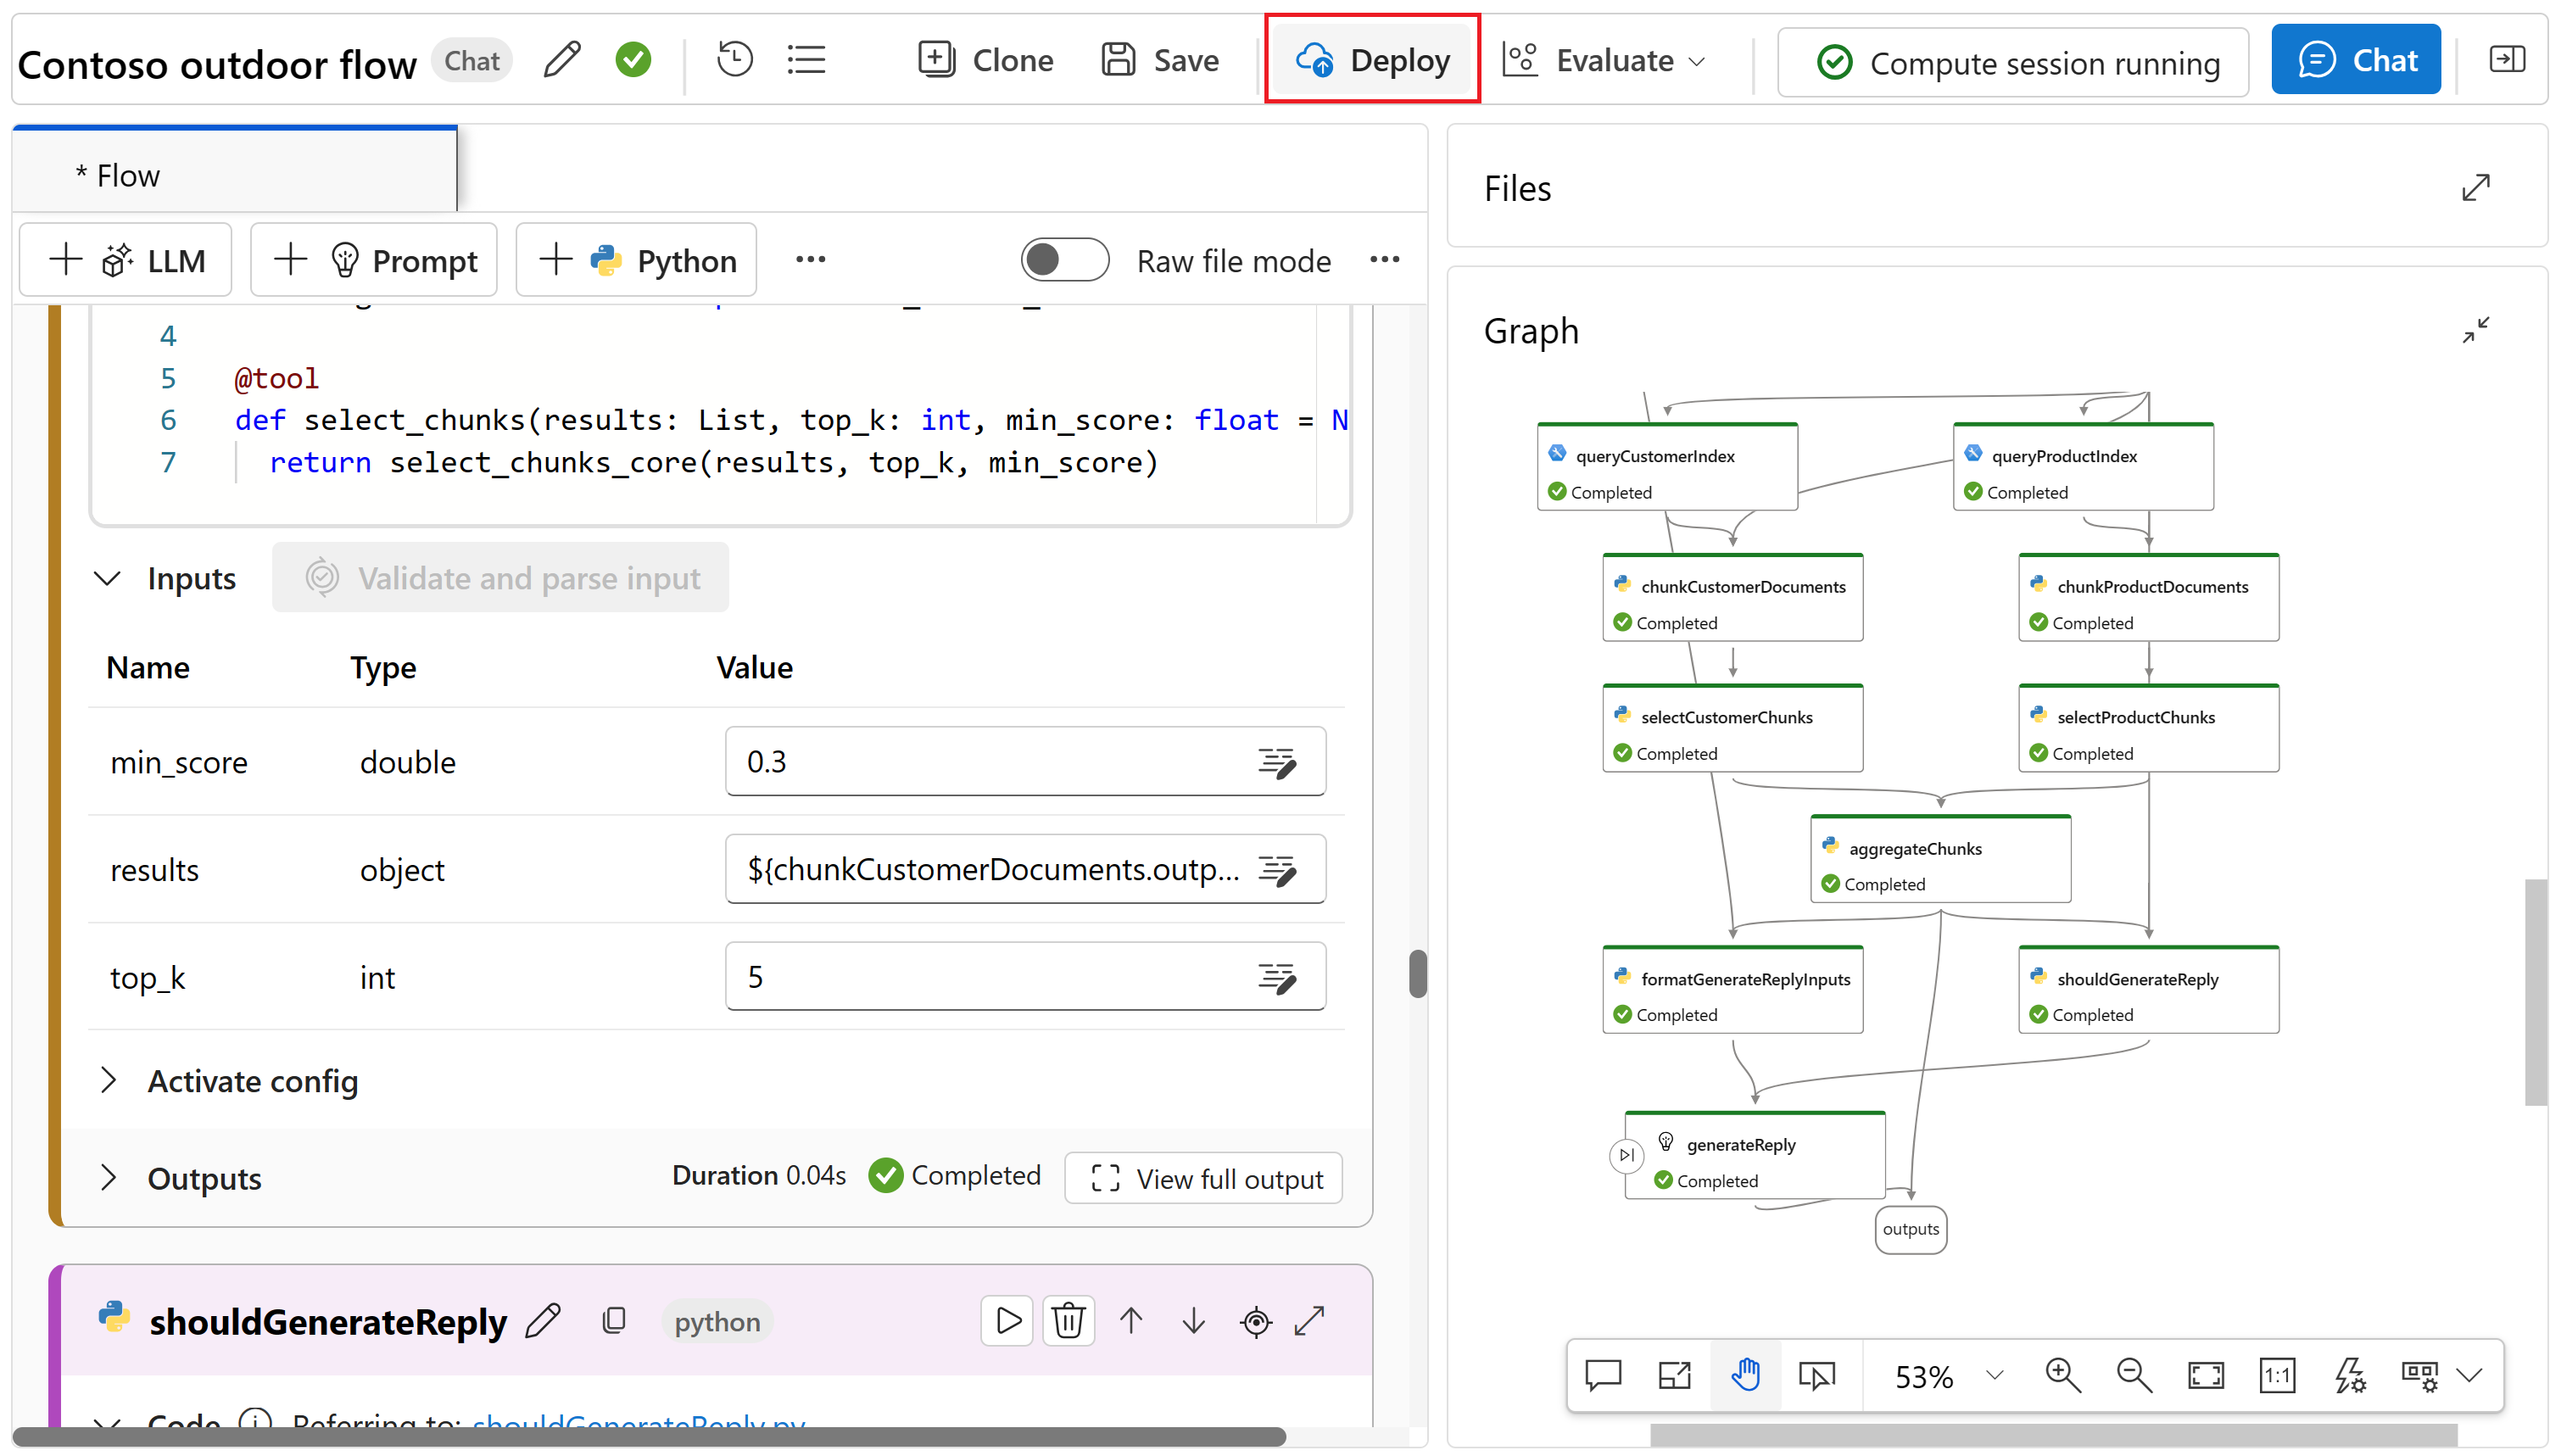 Contoso outdoor flow Chat Clone Save Deploy Evaluate Compute session running Chat
* Flow
LLM Prompt Python Raw file mode
4
5 @tool
6 def select_chunks(results: List, top_k: int, min_score: float = N
7 return select_chunks_core(results, top_k, min_score)
Inputs Validate and parse input
Name Type Value
min_score double 0.3
results object ${chunkCustomerDocuments.outp...
top_k int 5
Activate config
Outputs Duration 0.04s Completed View full output
shouldGenerateReply python
Code Referring to: shouldGenerateReply.py
Files
Graph
queryCustomerIndex
Completed
queryProductIndex
Completed
chunkCustomerDocuments
Completed
chunkProductDocuments
Completed
selectCustomerChunks
Completed
selectProductChunks
Completed
aggregateChunks
Completed
formatGenerateReplyInputs
Completed
shouldGenerateReply
Completed
generateReply
Completed
outputs
53% 1:1